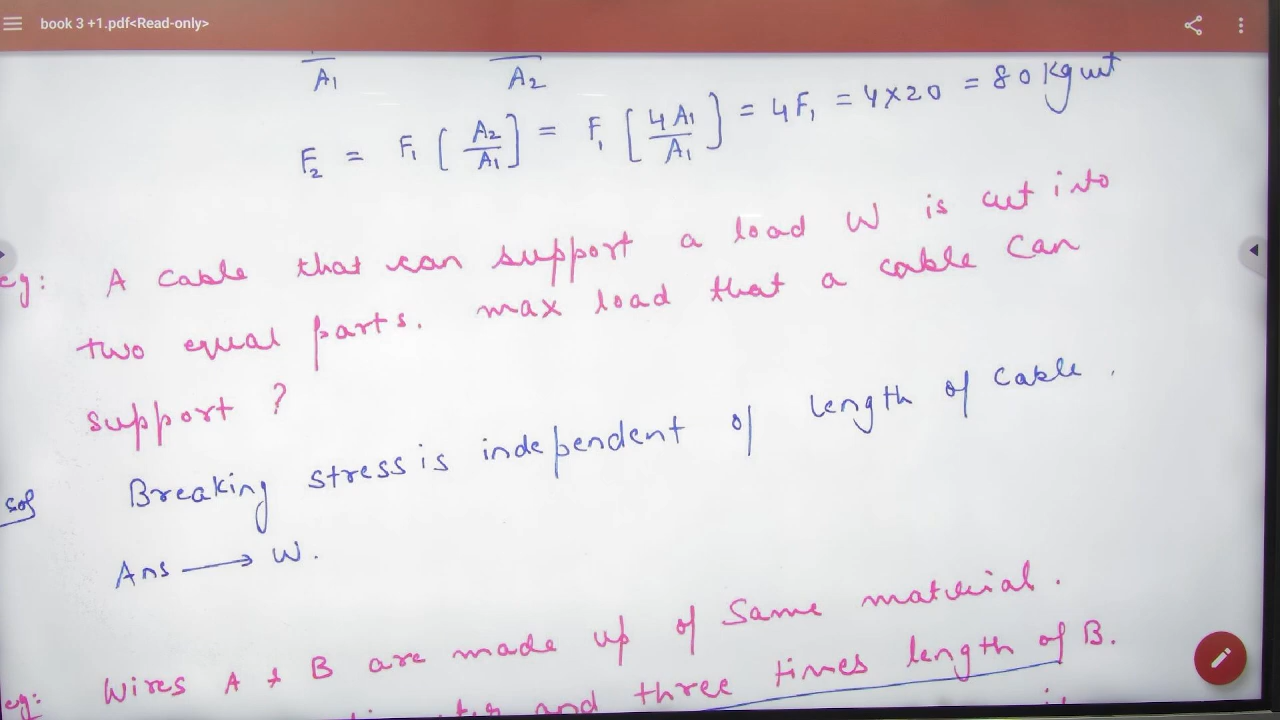 book 3 +1.pdf<Read-only>
A1 A2
F2 = F1 [ A2/A1 ] = F1 [ 4A1/A1 ] = 4F1 = 4×20 = 80 Kgwt
eg: A cable that can support a load W is cut into
two equal parts. max load that a cable can
support ?
sol Breaking stress is independent of length of cable.
Ans → W.
eg: Wires A & B are made up of same material.
and three times length of B.